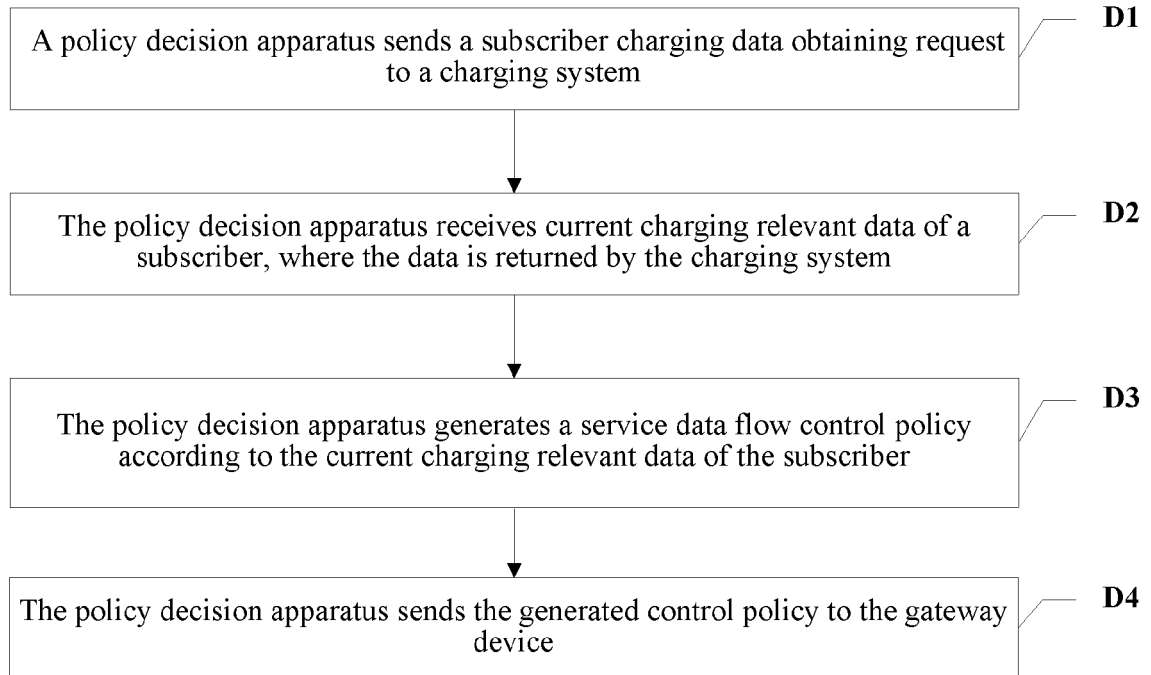 D1
A policy decision apparatus sends a subscriber charging data obtaining request
to a charging system
D2
The policy decision apparatus receives current charging relevant data of a
subscriber, where the data is returned by the charging system
D3
The policy decision apparatus generates a service data flow control policy
according to the current charging relevant data of the subscriber
D4
The policy decision apparatus sends the generated control policy to the gateway
device